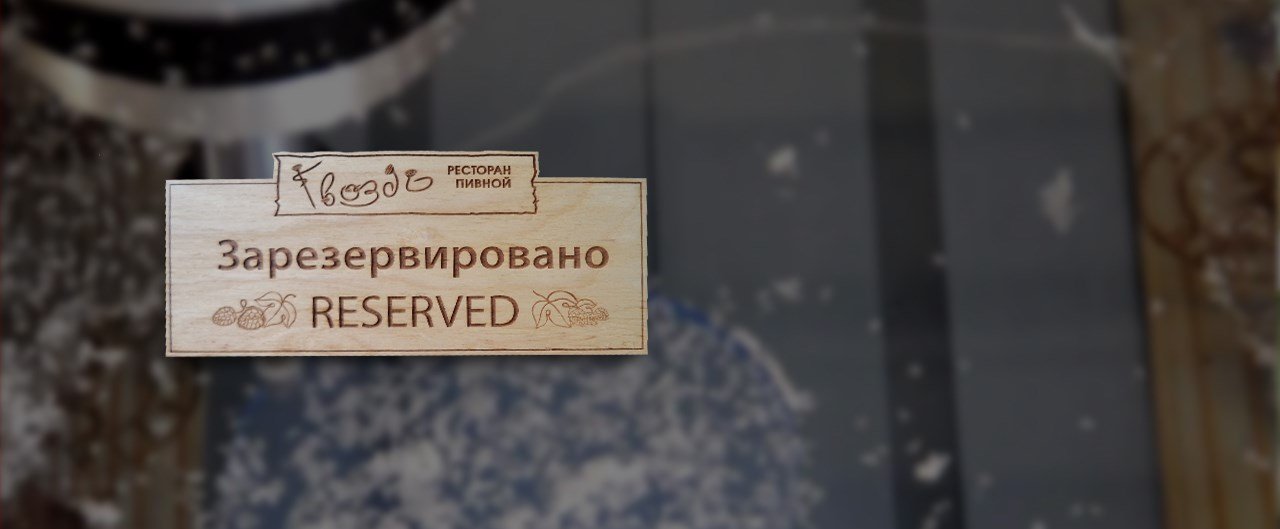 Гвоздь
РЕСТОРАН
ПИВНОЙ
Зарезервировано
RESERVED